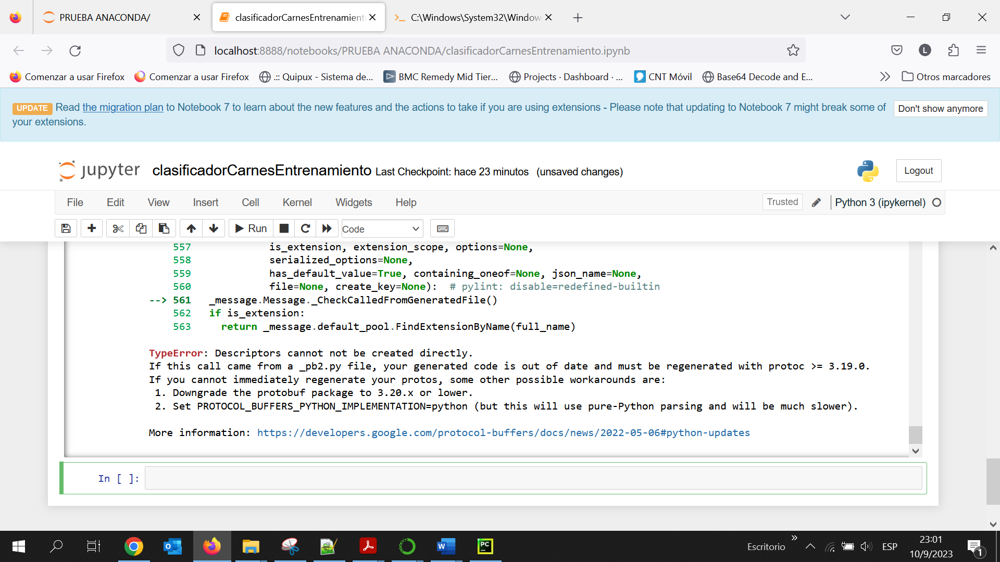 PRUEBA ANACONDA/
clasificadorCarnesEntrenamient
C:\Windows\System32\Window
localhost:8888/notebooks/PRUEBA ANACONDA/clasificadorCarnesEntrenamiento.ipynb
L
Comenzar a usar Firefox
Comenzar a usar Firefox
.:: Quipux - Sistema de...
BMC Remedy Mid Tier...
Projects · Dashboard · ...
CNT Móvil
Base64 Decode and E...
Otros marcadores
UPDATE Read the migration plan to Notebook 7 to learn about the new features and the actions to take if you are using extensions - Please note that updating to Notebook 7 might break some of
your extensions.
Don't show anymore
jupyter clasificadorCarnesEntrenamiento Last Checkpoint: hace 23 minutos (unsaved changes)
Logout
File Edit View Insert Cell Kernel Widgets Help
Trusted
Python 3 (ipykernel)
Run
Code
557 is_extension, extension_scope, options=None,
558 serialized_options=None,
559 has_default_value=True, containing_oneof=None, json_name=None,
560 file=None, create_key=None):  # pylint: disable=redefined-builtin
--> 561 _message.Message._CheckCalledFromGeneratedFile()
562 if is_extension:
563 return _message.default_pool.FindExtensionByName(full_name)
TypeError: Descriptors cannot not be created directly.
If this call came from a _pb2.py file, your generated code is out of date and must be regenerated with protoc >= 3.19.0.
If you cannot immediately regenerate your protos, some other possible workarounds are:
1. Downgrade the protobuf package to 3.20.x or lower.
2. Set PROTOCOL_BUFFERS_PYTHON_IMPLEMENTATION=python (but this will use pure-Python parsing and will be much slower).
More information: https://developers.google.com/protocol-buffers/docs/news/2022-05-06#python-updates
In [ ]:
W
PC
Escritorio
ESP
23:01
10/9/2023
1